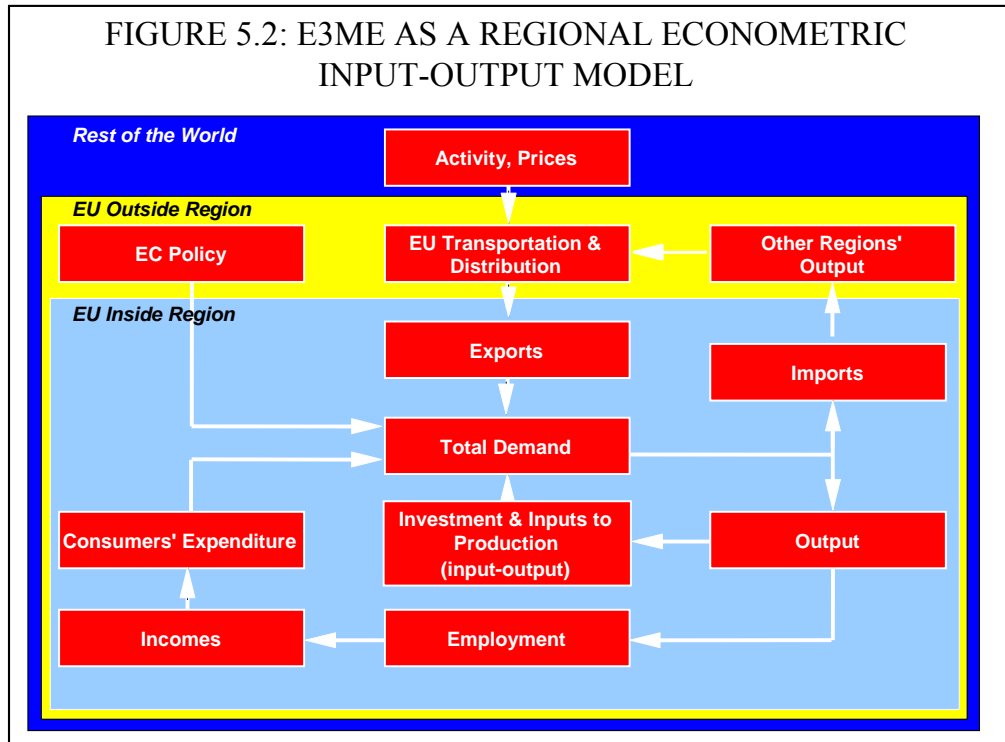 FIGURE 5.2: E3ME AS A REGIONAL ECONOMETRIC
INPUT-OUTPUT MODEL
Rest of the World
Activity, Prices
EU Outside Region
EC Policy
EU Transportation &
Distribution
Other Regions'
Output
EU Inside Region
Exports
Imports
Total Demand
Consumers' Expenditure
Investment & Inputs to
Production
(input-output)
Output
Incomes
Employment